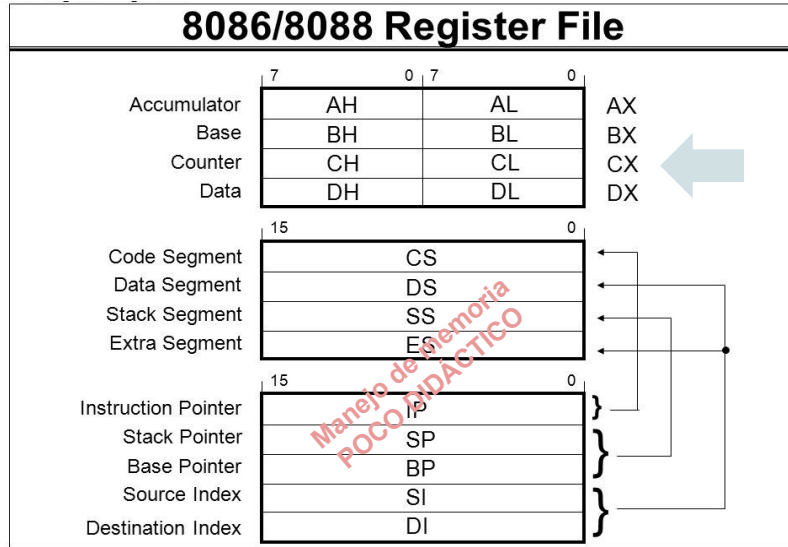 8086/8088 Register File
7 0 7 0
Accumulator AH AL AX
Base BH BL BX
Counter CH CL CX
Data DH DL DX
15 0
Code Segment CS
Data Segment DS
Stack Segment SS
Extra Segment ES
15 0
Instruction Pointer IP
Stack Pointer SP
Base Pointer BP
Source Index SI
Destination Index DI
Manejo de memoria
POCO DIDÁCTICO